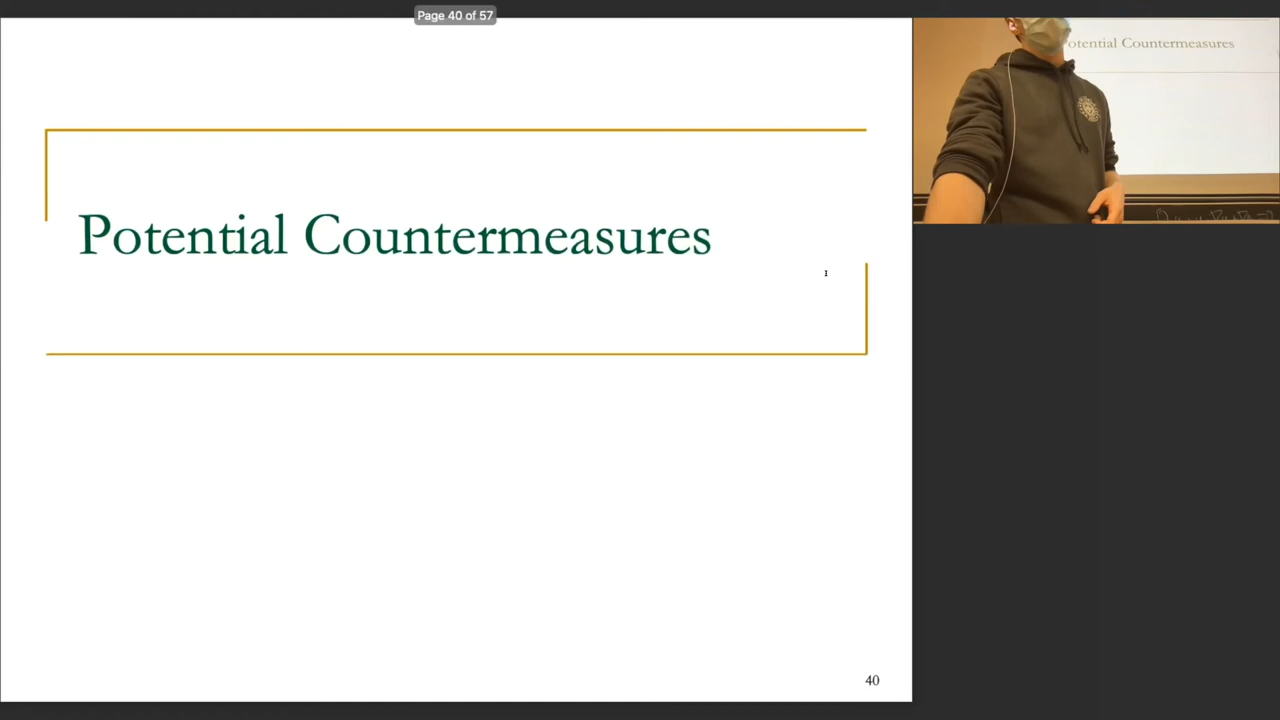 Page 40 of 57
Potential Countermeasures
40
otential Countermeasures